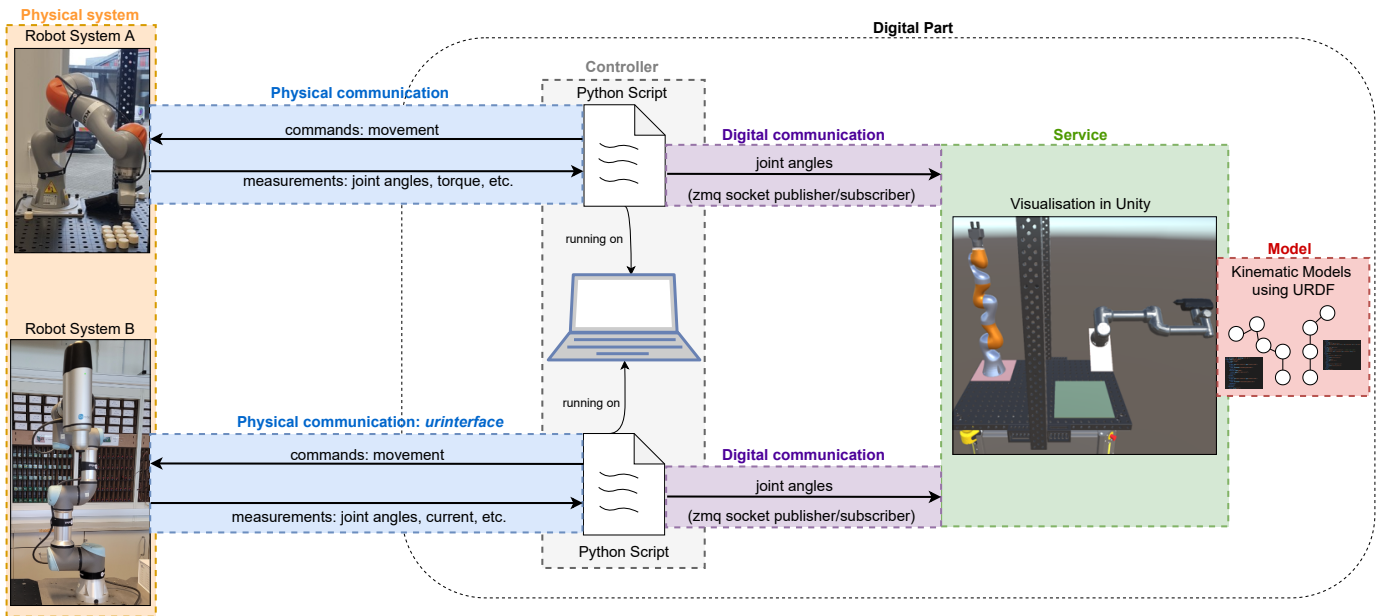 Physical system
Digital Part
Robot System A
Controller
Physical communication
Python Script
commands: movement
Digital communication
Service
joint angles
measurements: joint angles, torque, etc.
(zmq socket publisher/subscriber)
Visualisation in Unity
running on
Model
Kinematic Models
using URDF
Robot System B
running on
Physical communication: urinterface
commands: movement
Digital communication
joint angles
measurements: joint angles, current, etc.
(zmq socket publisher/subscriber)
Python Script